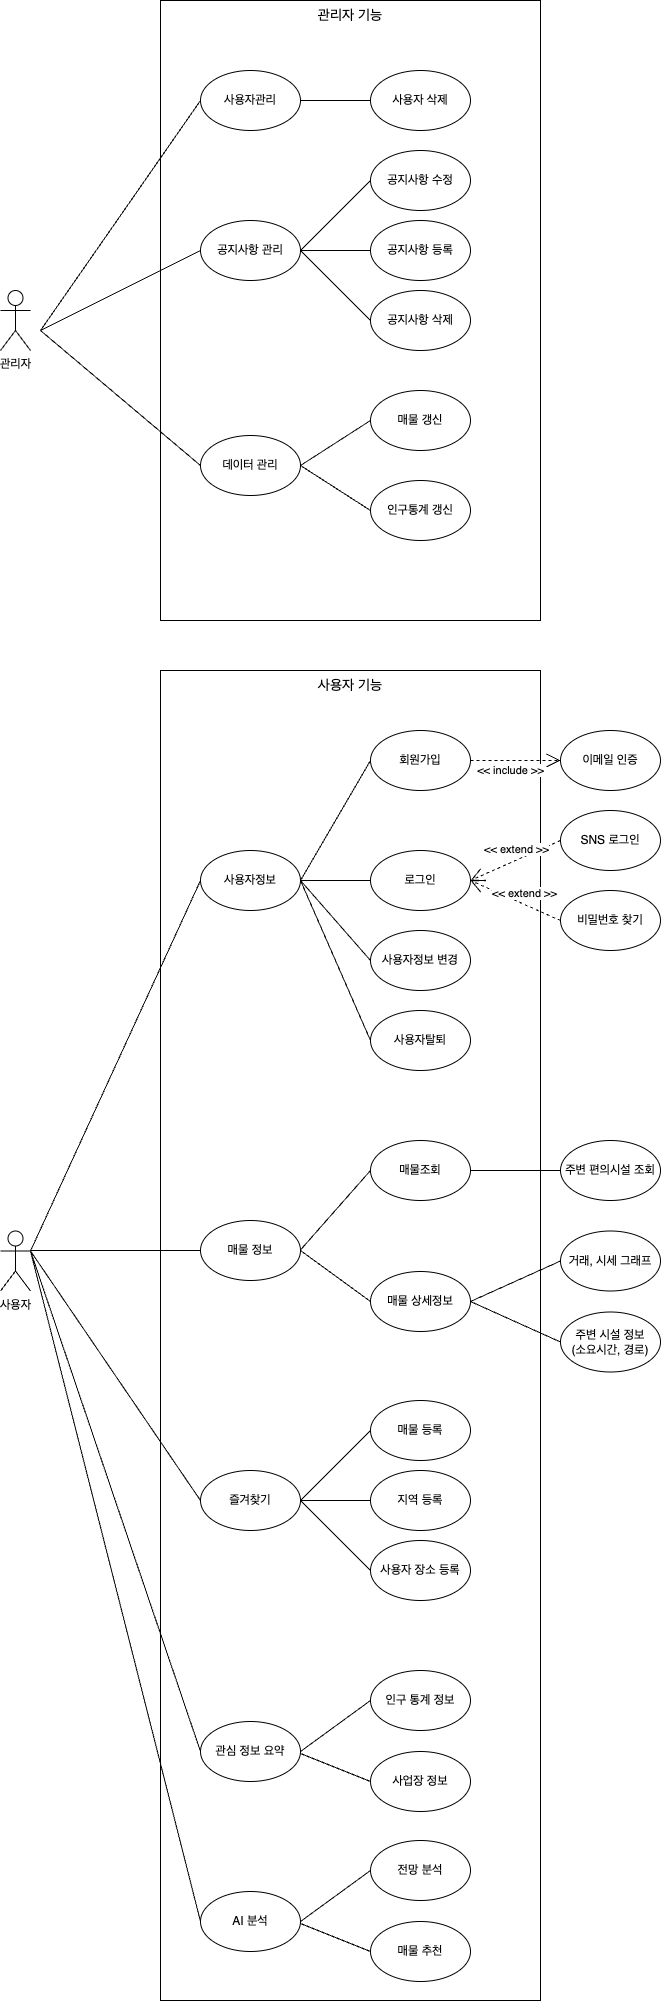 관리자 기능
사용자관리
사용자 삭제
공지사항 수정
공지사항 관리
공지사항 등록
공지사항 삭제
관리자
매물 갱신
데이터 관리
인구통계 갱신
사용자 기능
회원가입
<< include >>
이메일 인증
SNS 로그인
<< extend >>
사용자정보
로그인
<< extend >>
비밀번호 찾기
사용자정보 변경
사용자탈퇴
매물조회
주변 편의시설 조회
매물 정보
거래, 시세 그래프
매물 상세정보
사용자
주변 시설 정보
(소요시간, 경로)
매물 등록
즐겨찾기
지역 등록
사용자 장소 등록
인구 통계 정보
관심 정보 요약
사업장 정보
전망 분석
AI 분석
매물 추천